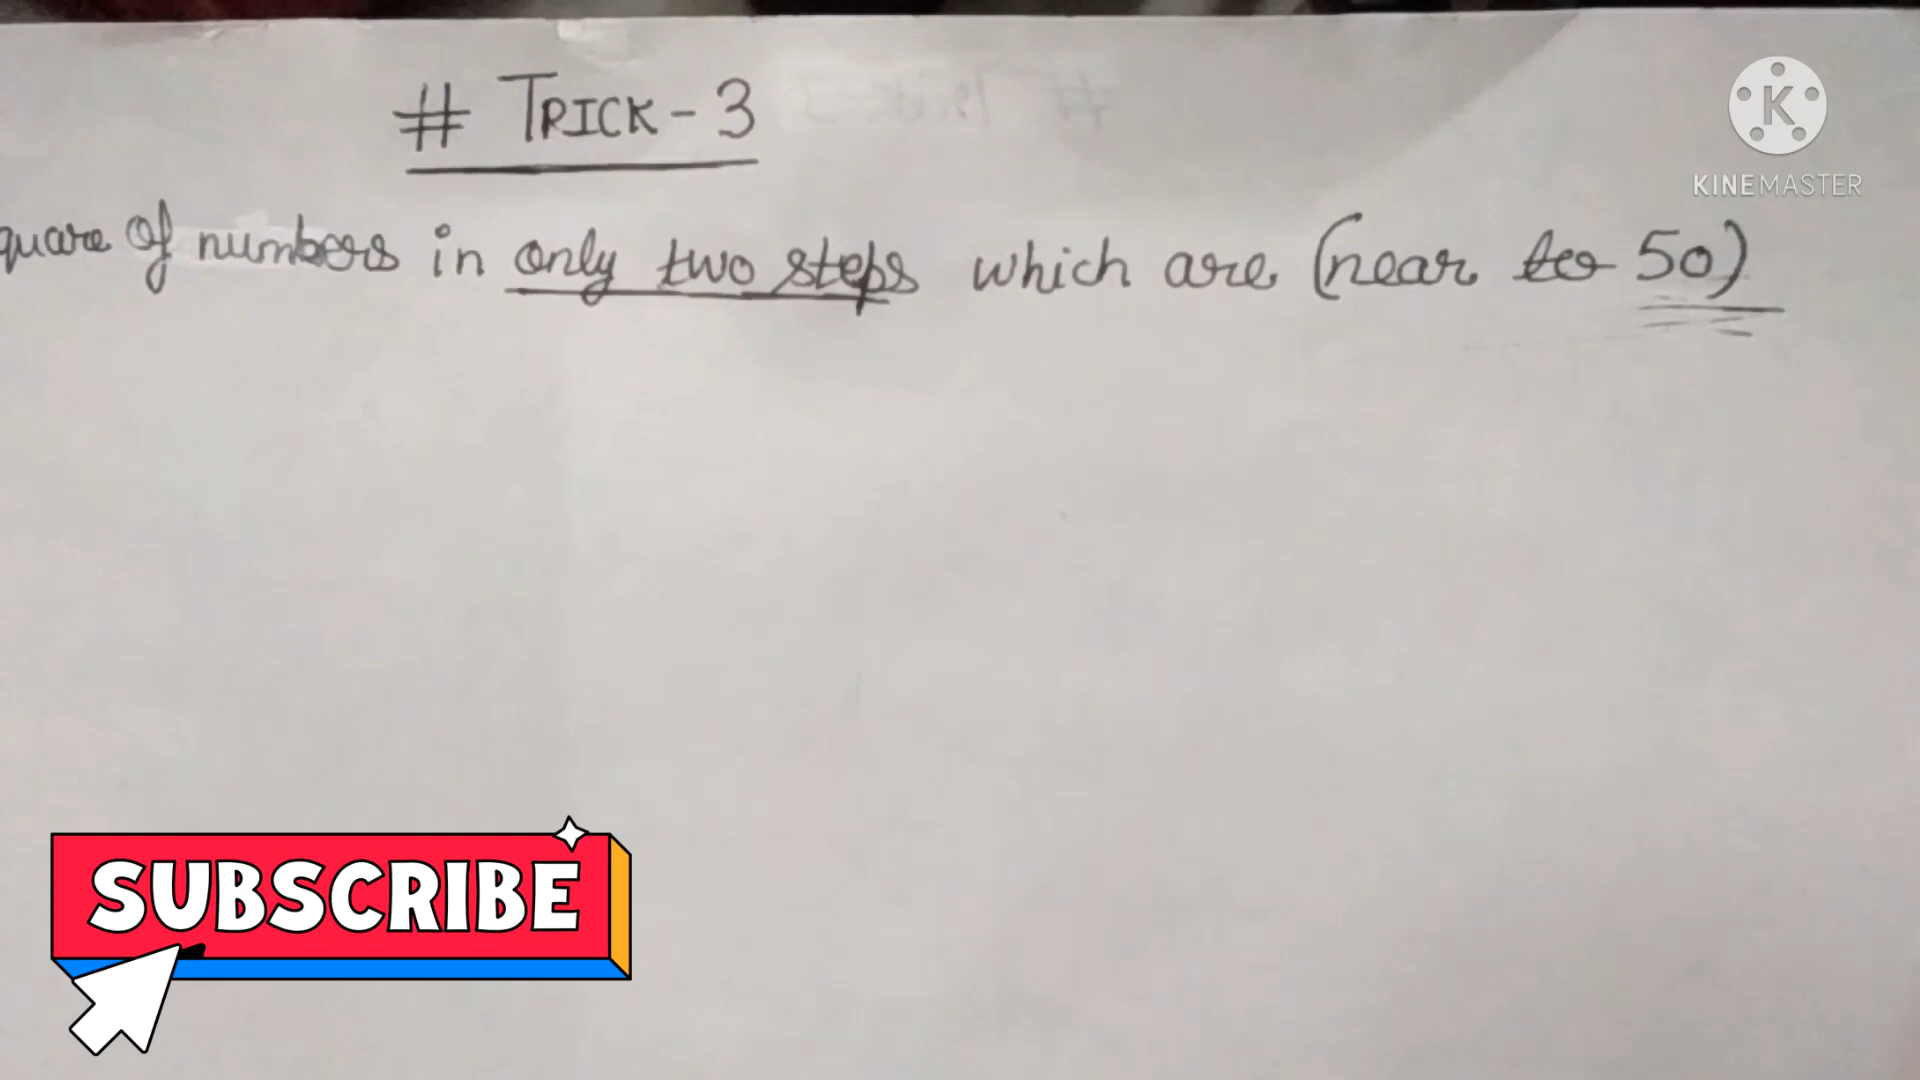 # TRICK-3
K
KINEMASTER
quare of numbers in only two steps which are (near to 50)
SUBSCRIBE